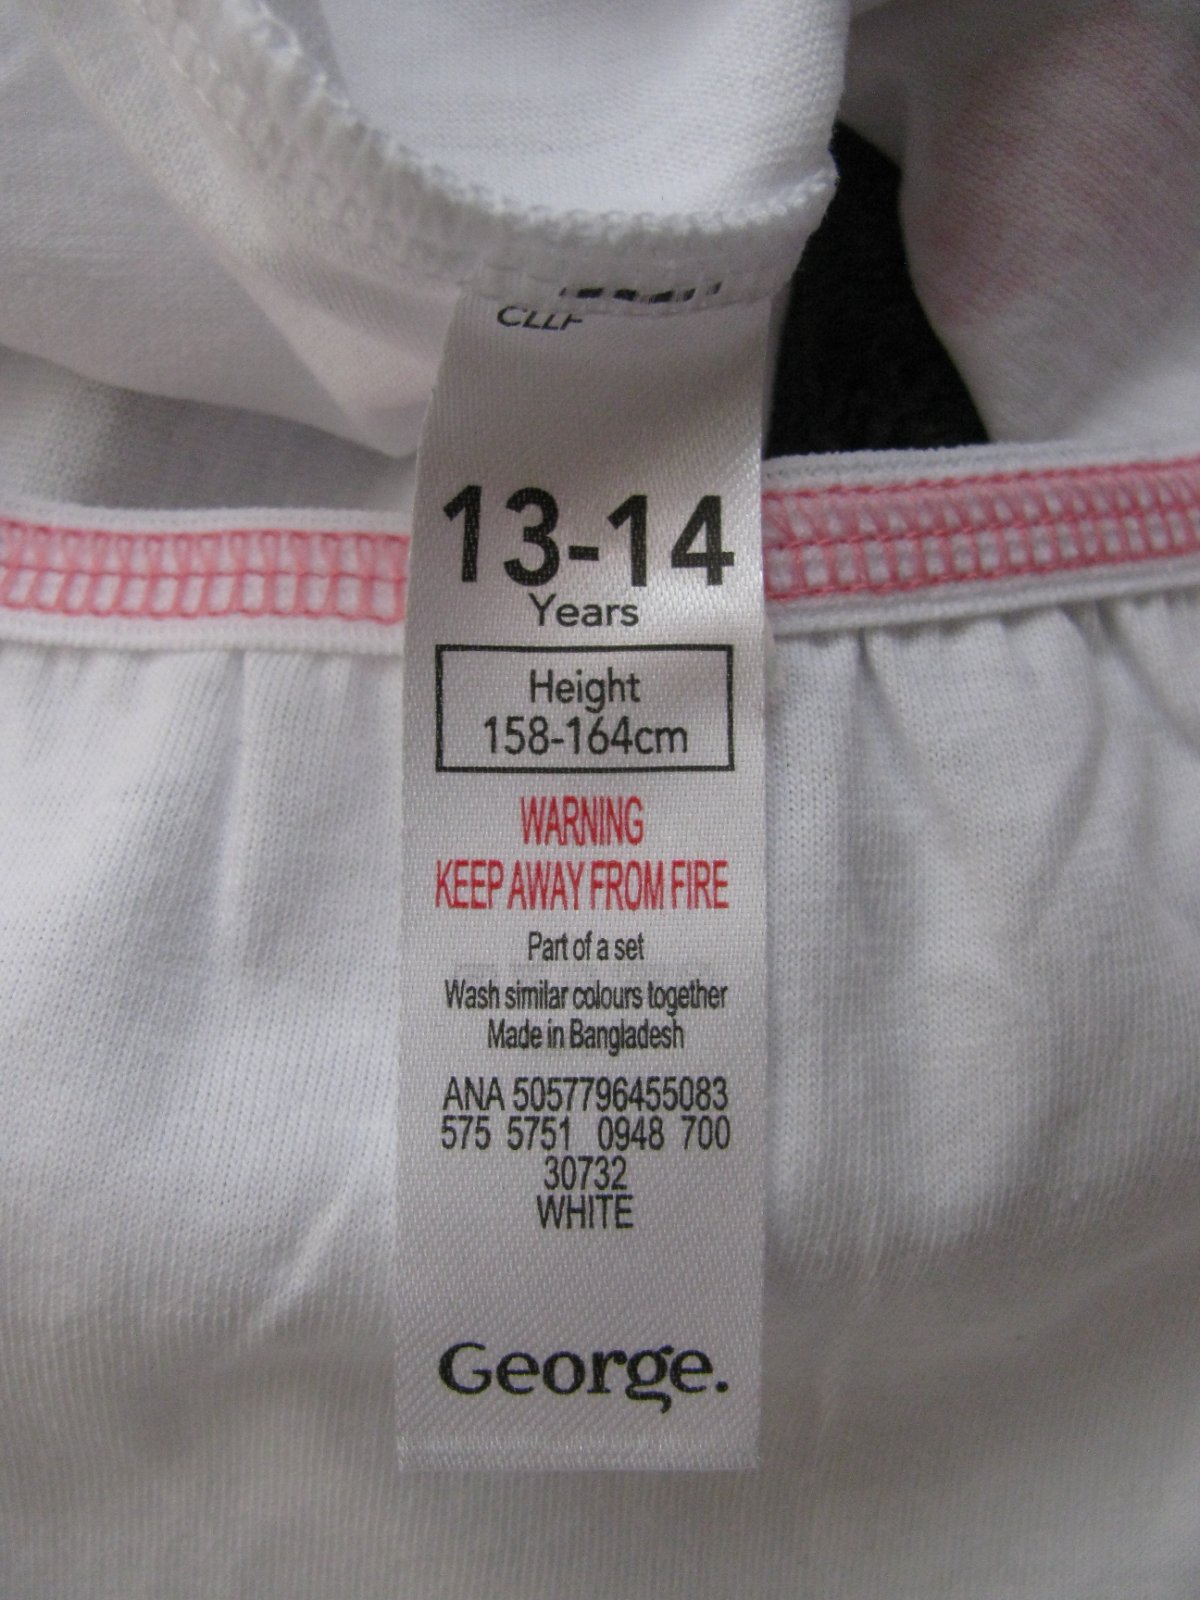 CLLF
13-14
Years
Height
158-164cm
WARNING
KEEP AWAY FROM FIRE
Part of a set
Wash similar colours together
Made in Bangladesh
ANA 5057796455083
575 5751 0948 700
30732
WHITE
George.